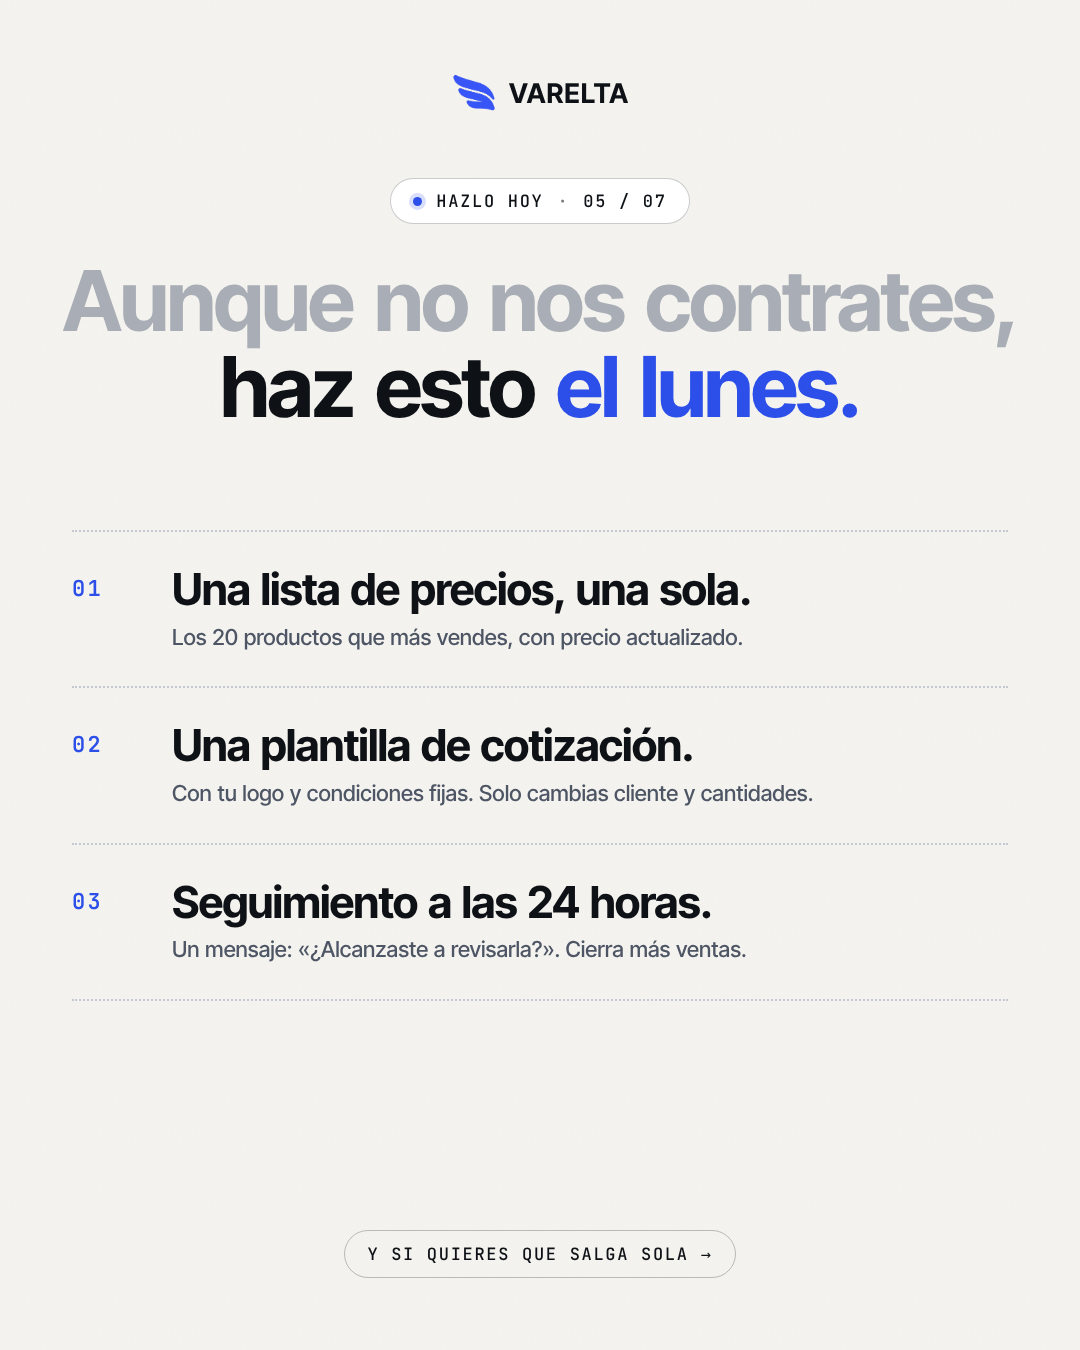 VARELTA
HAZLO HOY · 05 / 07
Aunque no nos contrates,
haz esto el lunes.
01
Una lista de precios, una sola.
Los 20 productos que más vendes, con precio actualizado.
02
Una plantilla de cotización.
Con tu logo y condiciones fijas. Solo cambias cliente y cantidades.
03
Seguimiento a las 24 horas.
Un mensaje: «¿Alcanzaste a revisarla?». Cierra más ventas.
Y SI QUIERES QUE SALGA SOLA →